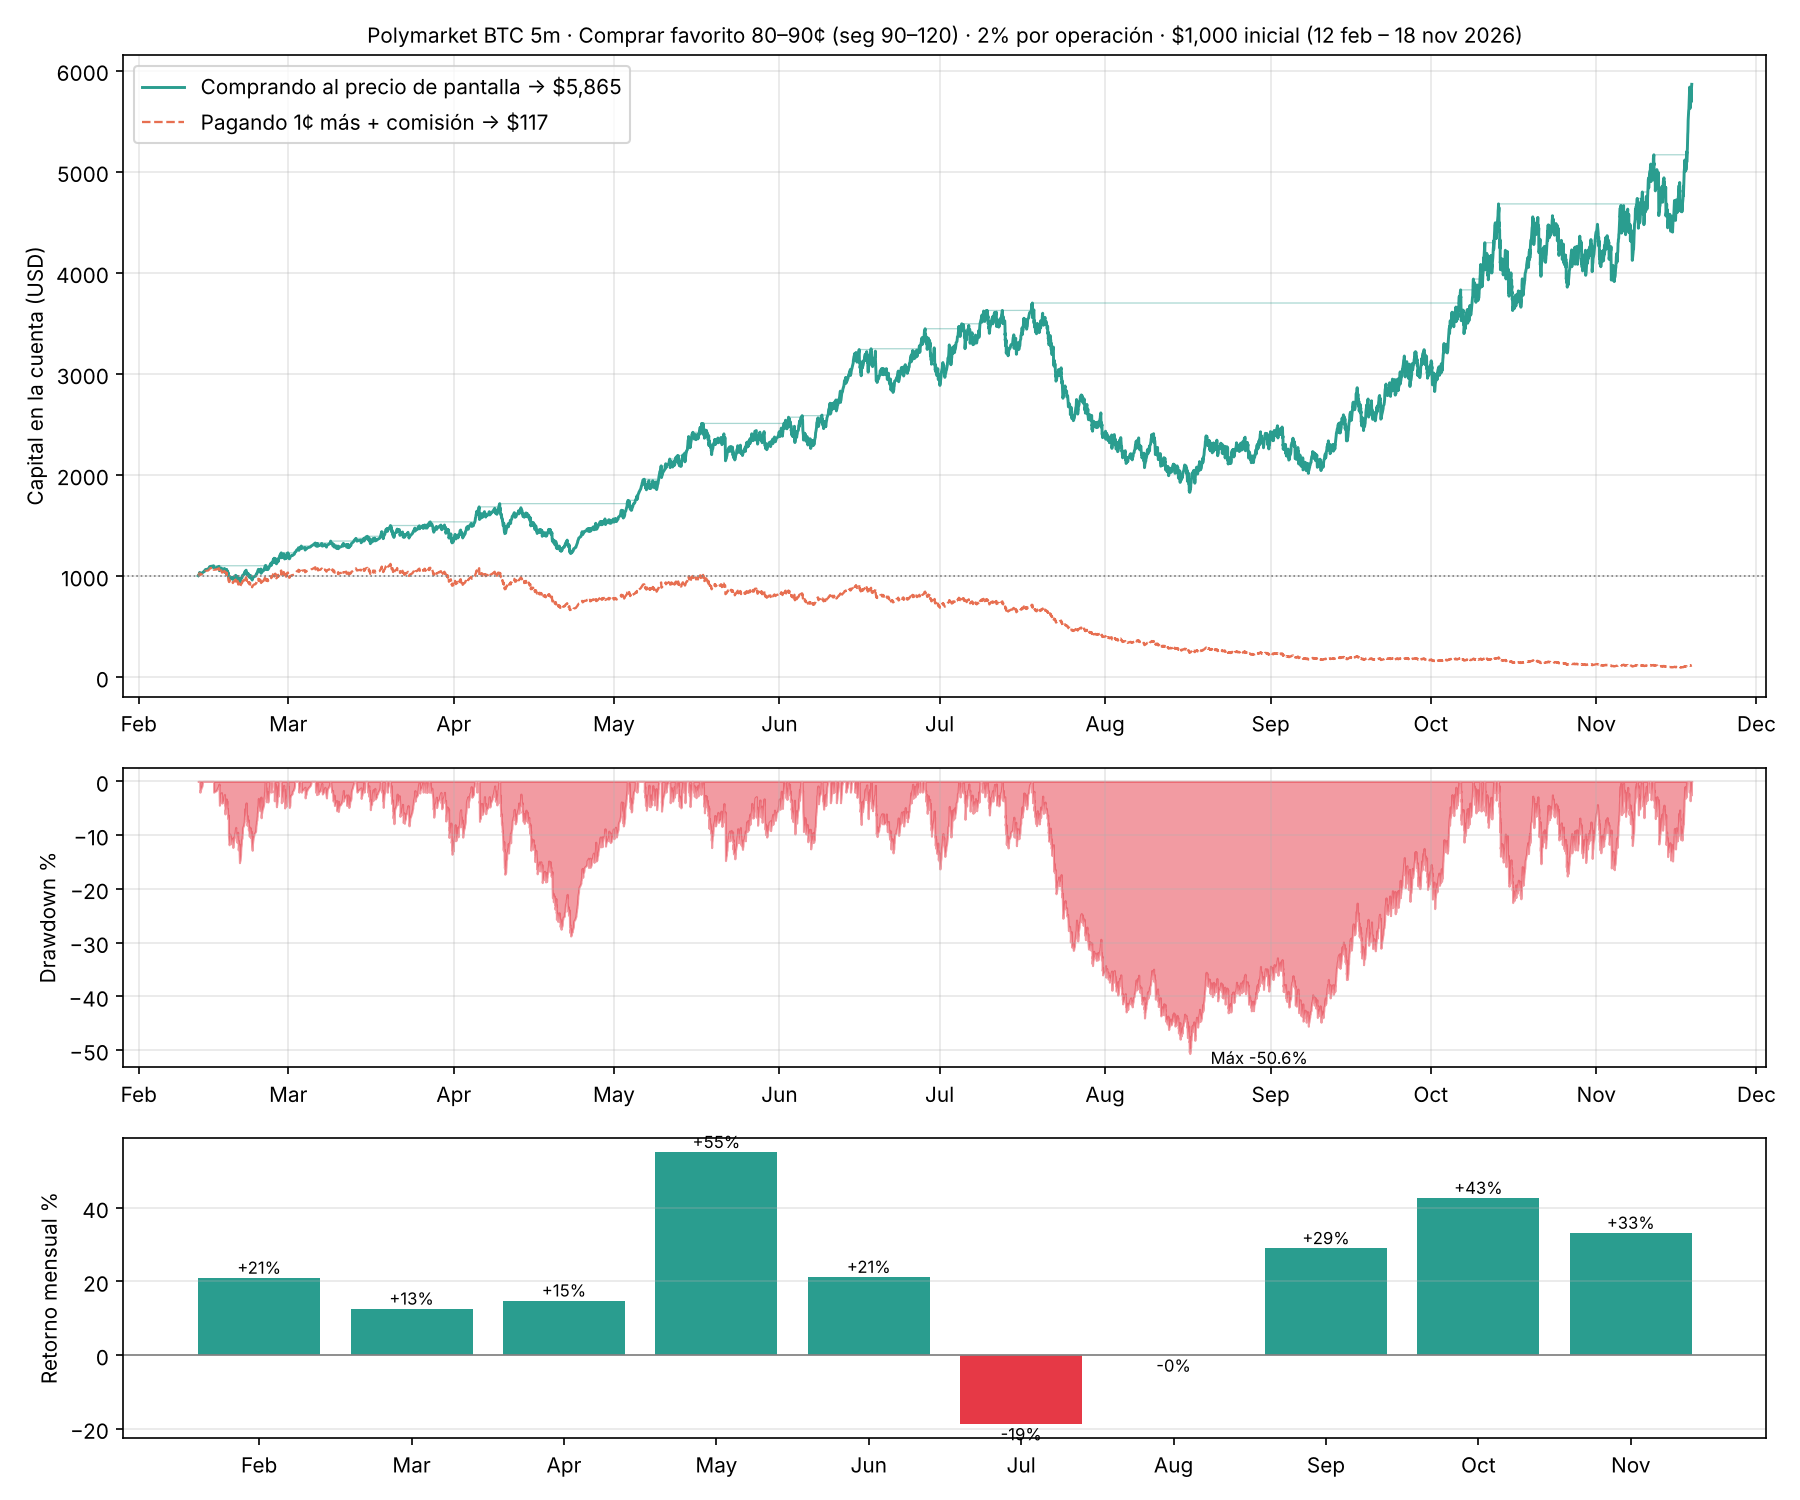 Polymarket BTC 5m · Comprar favorito 80–90¢ (seg 90–120) · 2% por operación · $1,000 inicial (12 feb – 18 nov 2026)
Comprando al precio de pantalla → $5,865
Pagando 1¢ más + comisión → $117
Capital en la cuenta (USD)
6000
5000
4000
3000
2000
1000
0
Feb Mar Apr May Jun Jul Aug Sep Oct Nov Dec
Drawdown %
0
−10
−20
−30
−40
−50
Máx -50.6%
Feb Mar Apr May Jun Jul Aug Sep Oct Nov Dec
Retorno mensual %
40
20
0
−20
+21% +13% +15% +55% +21% -19% -0% +29% +43% +33%
Feb Mar Apr May Jun Jul Aug Sep Oct Nov